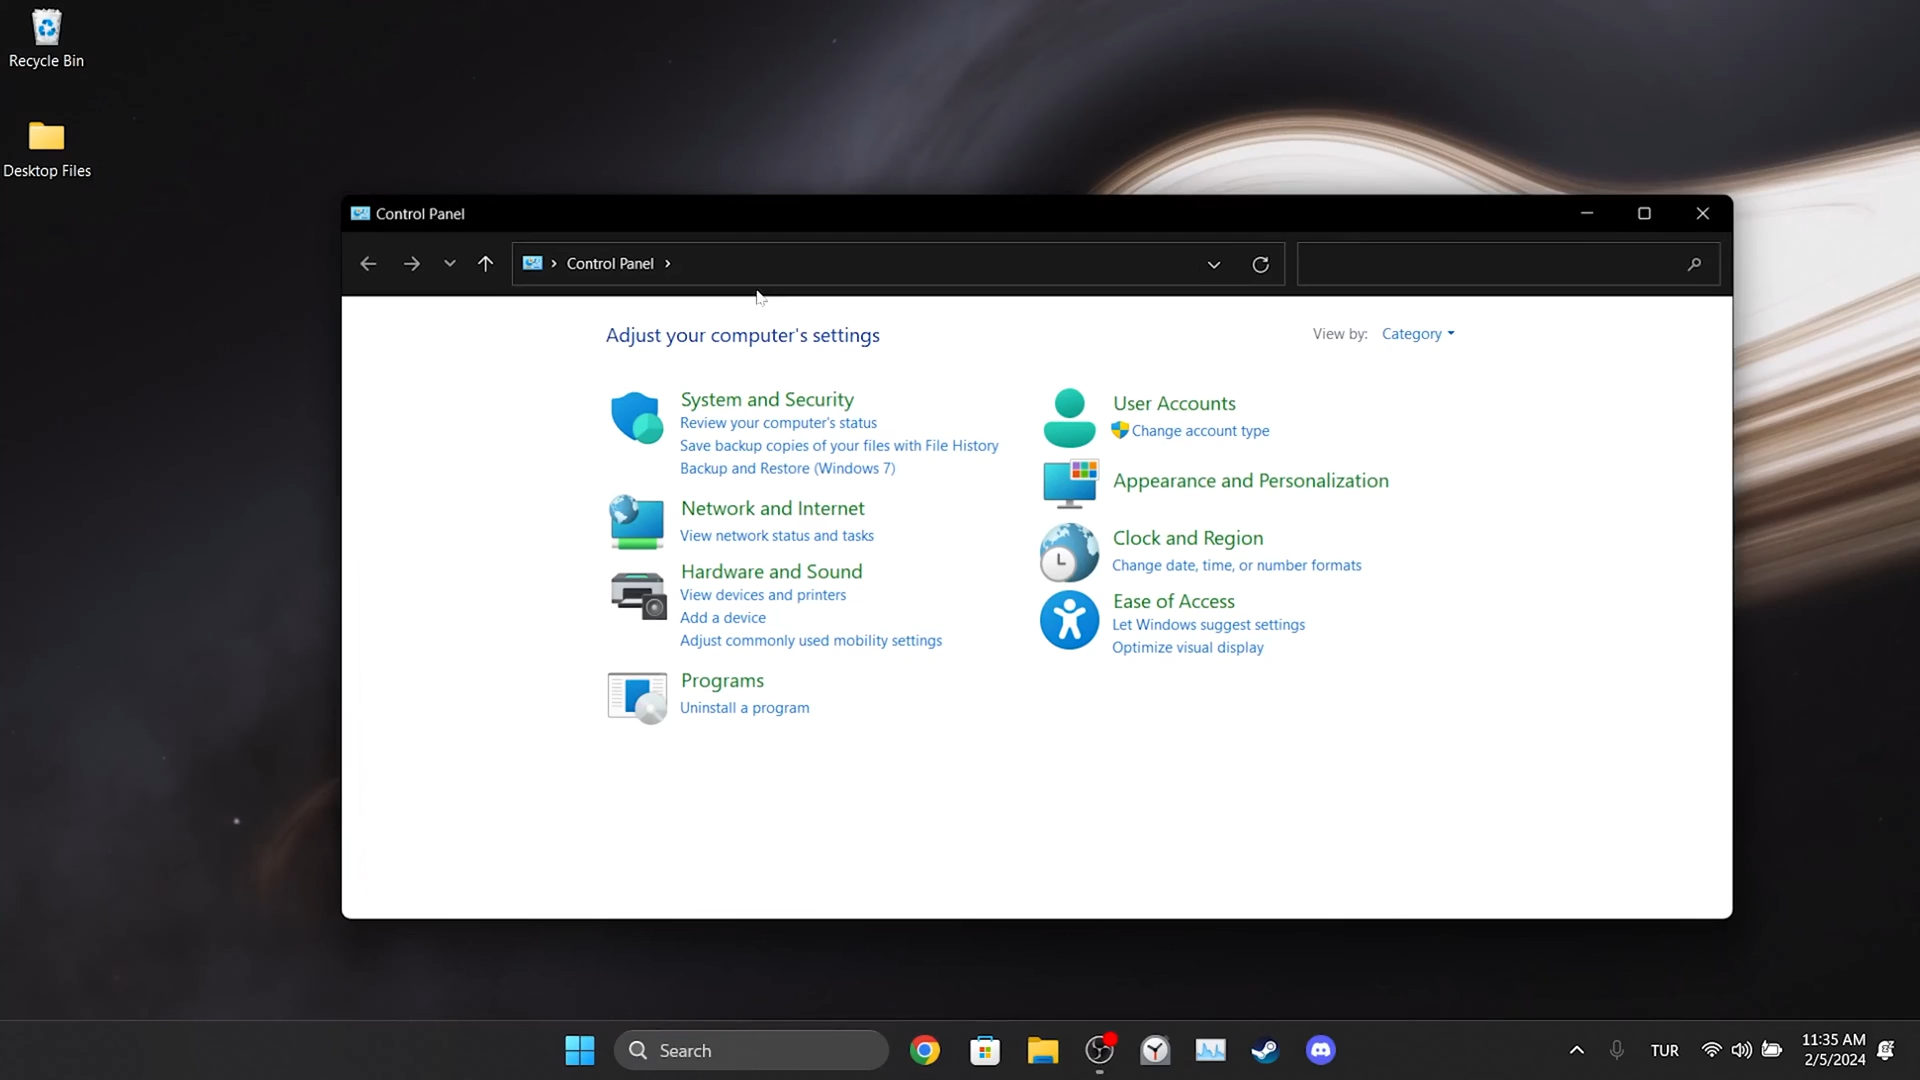 Recycle Bin
Desktop Files
Control Panel
Control Panel
Adjust your computer's settings
View by: Category
System and Security
Review your computer's status
Save backup copies of your files with File History
Backup and Restore (Windows 7)
Network and Internet
View network status and tasks
Hardware and Sound
View devices and printers
Add a device
Adjust commonly used mobility settings
Programs
Uninstall a program
User Accounts
Change account type
Appearance and Personalization
Clock and Region
Change date, time, or number formats
Ease of Access
Let Windows suggest settings
Optimize visual display
Search
TUR
11:35 AM
2/5/2024